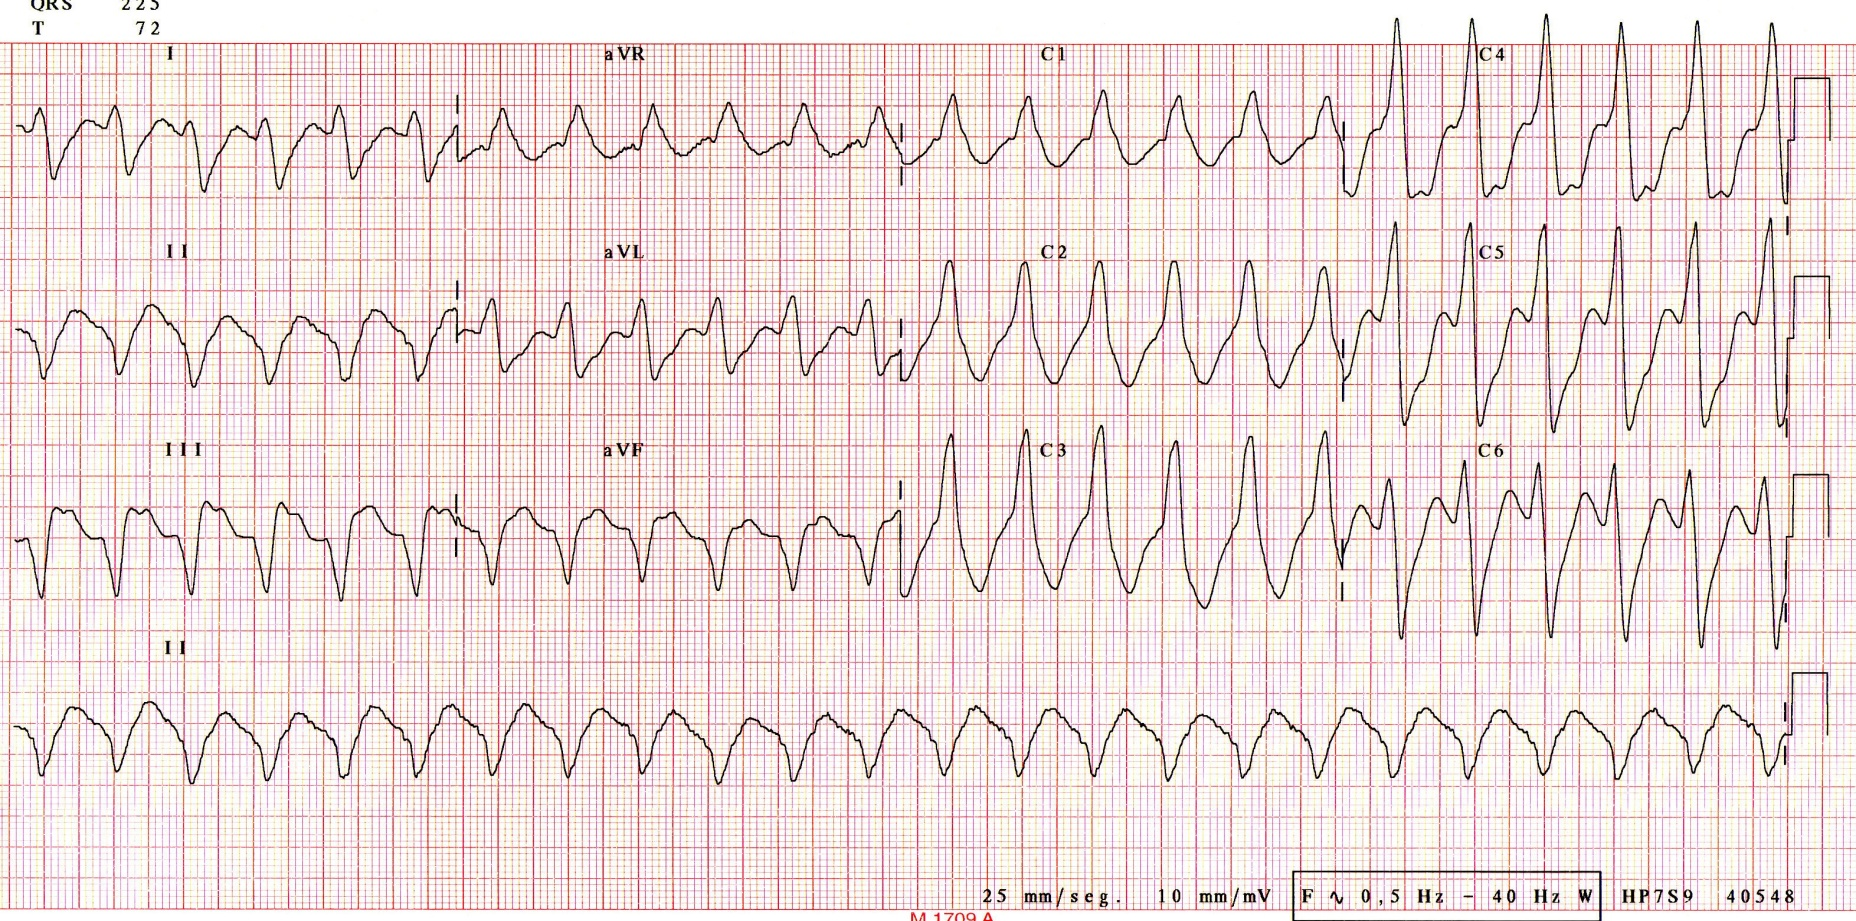 QRS 225
T 72
I aVR C1 C4
II aVL C2 C5
III aVF C3 C6
II
25 mm/seg. 10 mm/mV F ∿ 0,5 Hz - 40 Hz W HP7S9 40548
M 1709 A